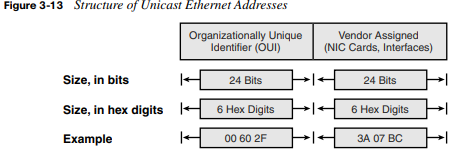 Figure 3-13 Structure of Unicast Ethernet Addresses
Organizationally Unique Identifier (OUI)
Vendor Assigned (NIC Cards, Interfaces)
Size, in bits 24 Bits 24 Bits
Size, in hex digits 6 Hex Digits 6 Hex Digits
Example 00 60 2F 3A 07 BC